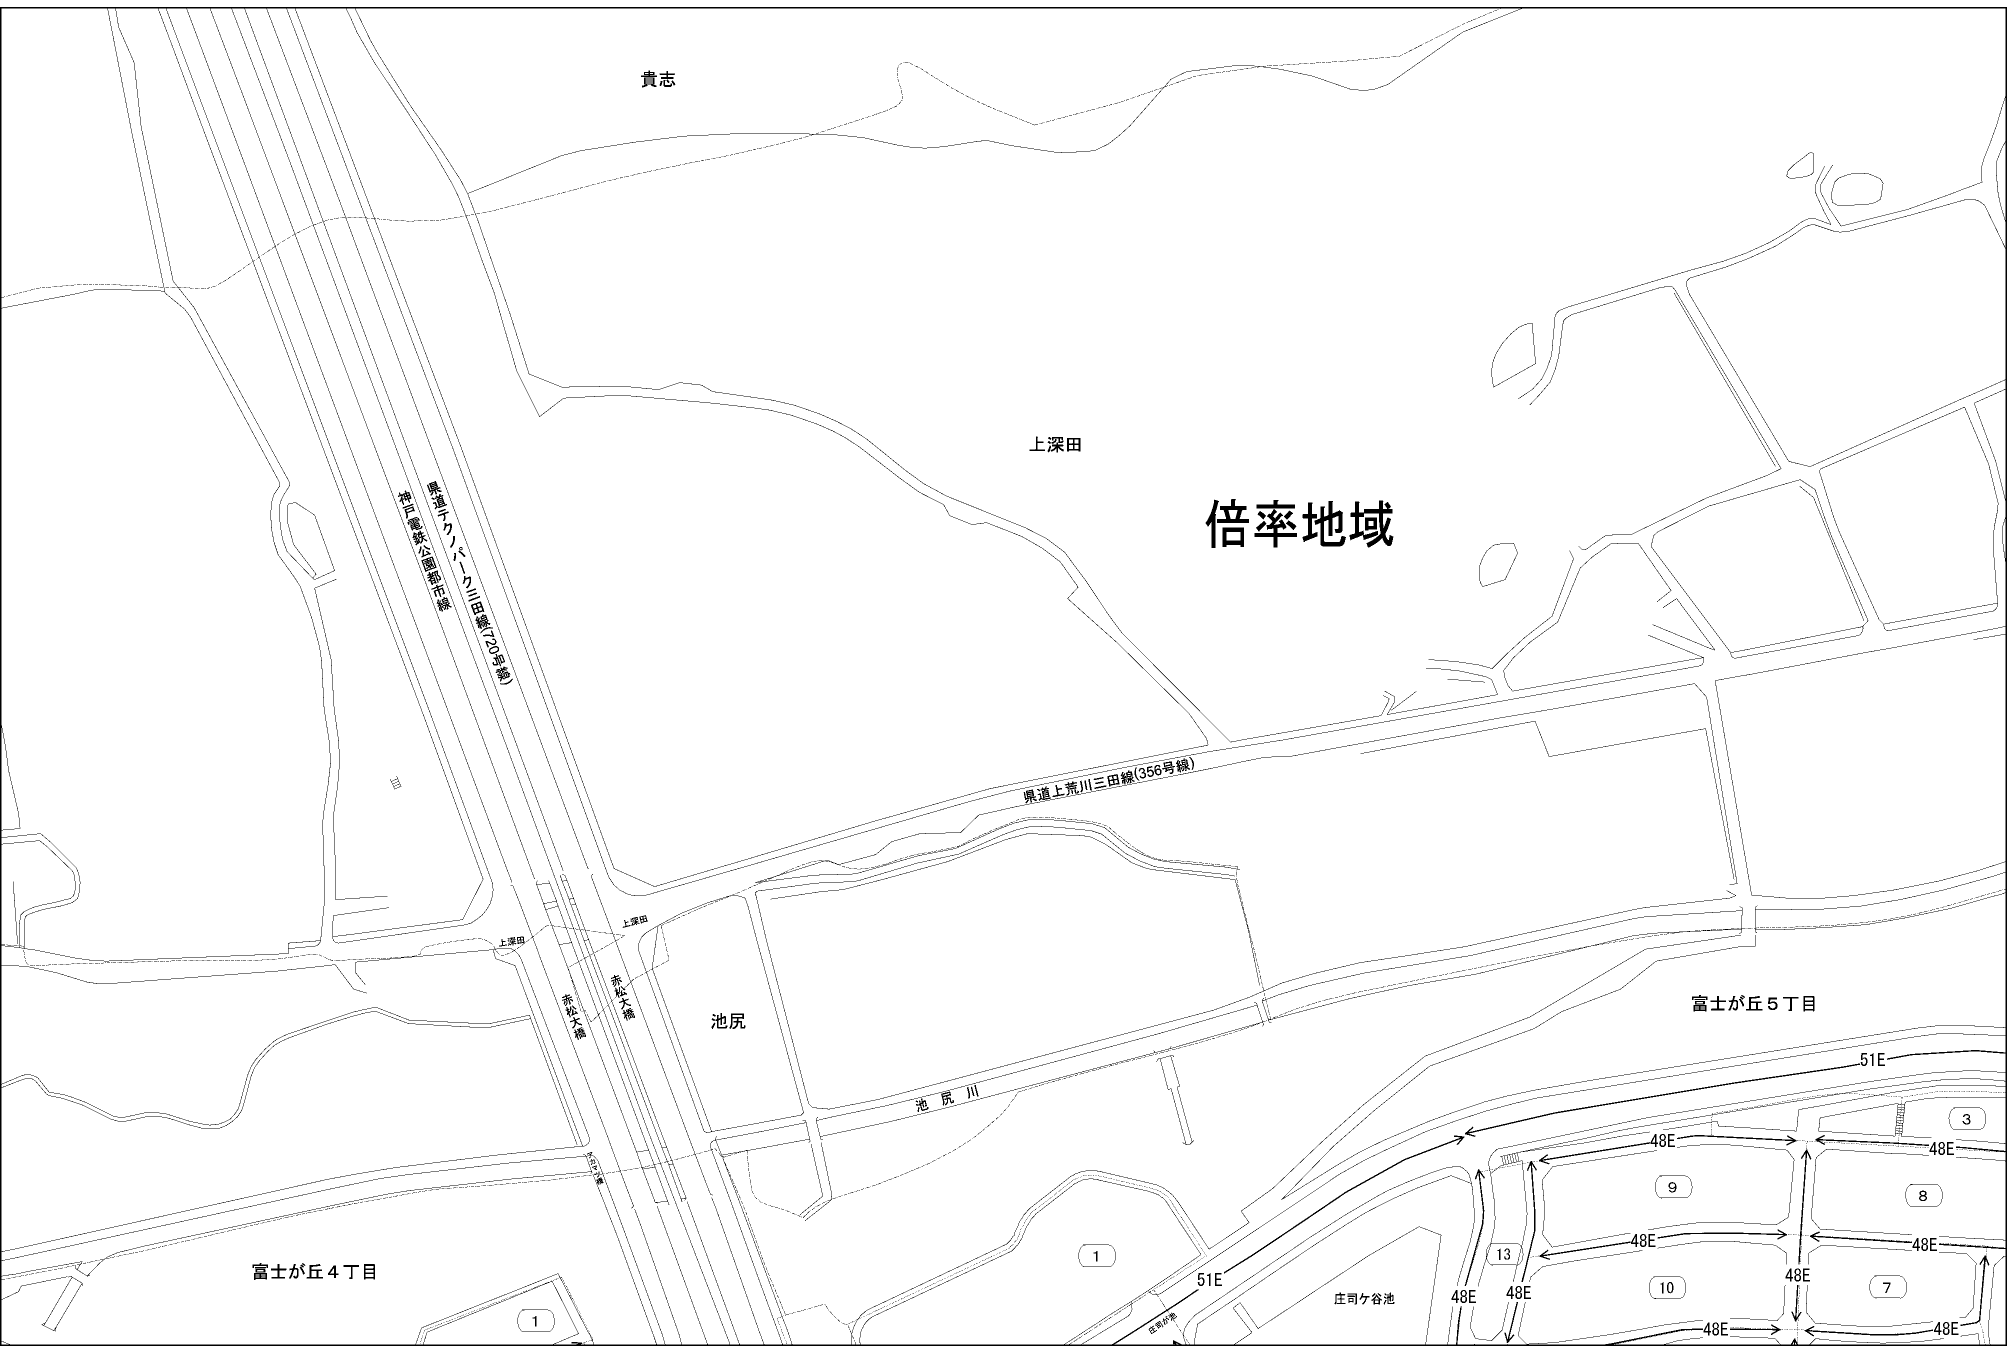 貴志
上深田
倍率地域
神戸電鉄公園都市線
県道テクノパーク三田線(720号線)
県道上荒川三田線(356号線)
上深田
上深田
赤松大橋
赤松大橋
池尻
富士が丘5丁目
池尻川
51E
3
48E
48E
9
8
富士が丘4丁目
1
13
48E
48E
51E
48E
10
7
48E
48E
庄司ケ谷池
1
庄司が池
48E
48E